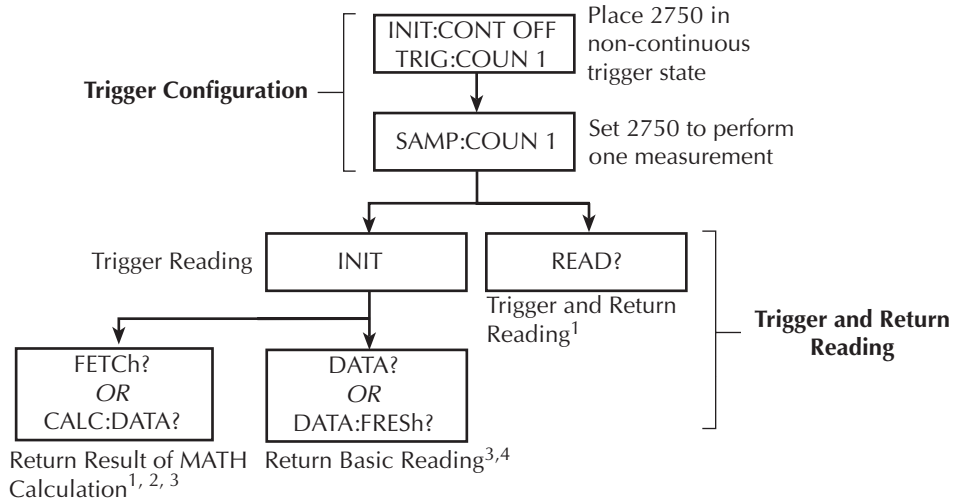 INIT:CONT OFF
TRIG:COUN 1
Place 2750 in
non-continuous
trigger state
Trigger Configuration
SAMP:COUN 1
Set 2750 to perform
one measurement
Trigger Reading
INIT
READ?
Trigger and Return
Reading1
Trigger and Return
Reading
FETCh?
OR
CALC:DATA?
DATA?
OR
DATA:FRESh?
Return Result of MATH
Calculation1, 2, 3
Return Basic Reading3,4